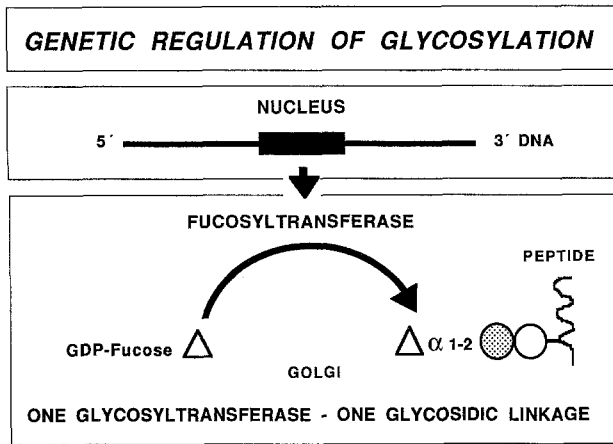 GENETIC REGULATION OF GLYCOSYLATION
NUCLEUS
5´ 3´ DNA
FUCOSYLTRANSFERASE
PEPTIDE
GDP-Fucose α 1-2
GOLGI
ONE GLYCOSYLTRANSFERASE - ONE GLYCOSIDIC LINKAGE